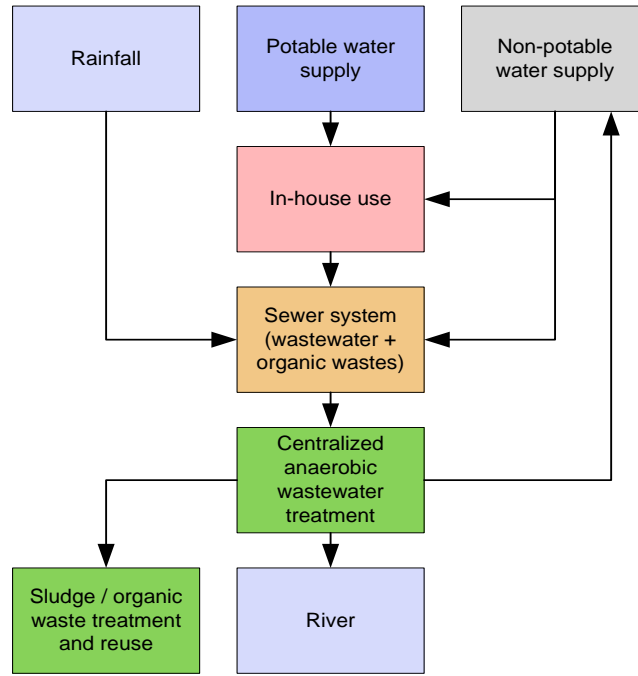 Rainfall
Potable water
supply
Non-potable
water supply
In-house use
Sewer system
(wastewater +
organic wastes)
Centralized
anaerobic
wastewater
treatment
Sludge / organic
waste treatment
and reuse
River